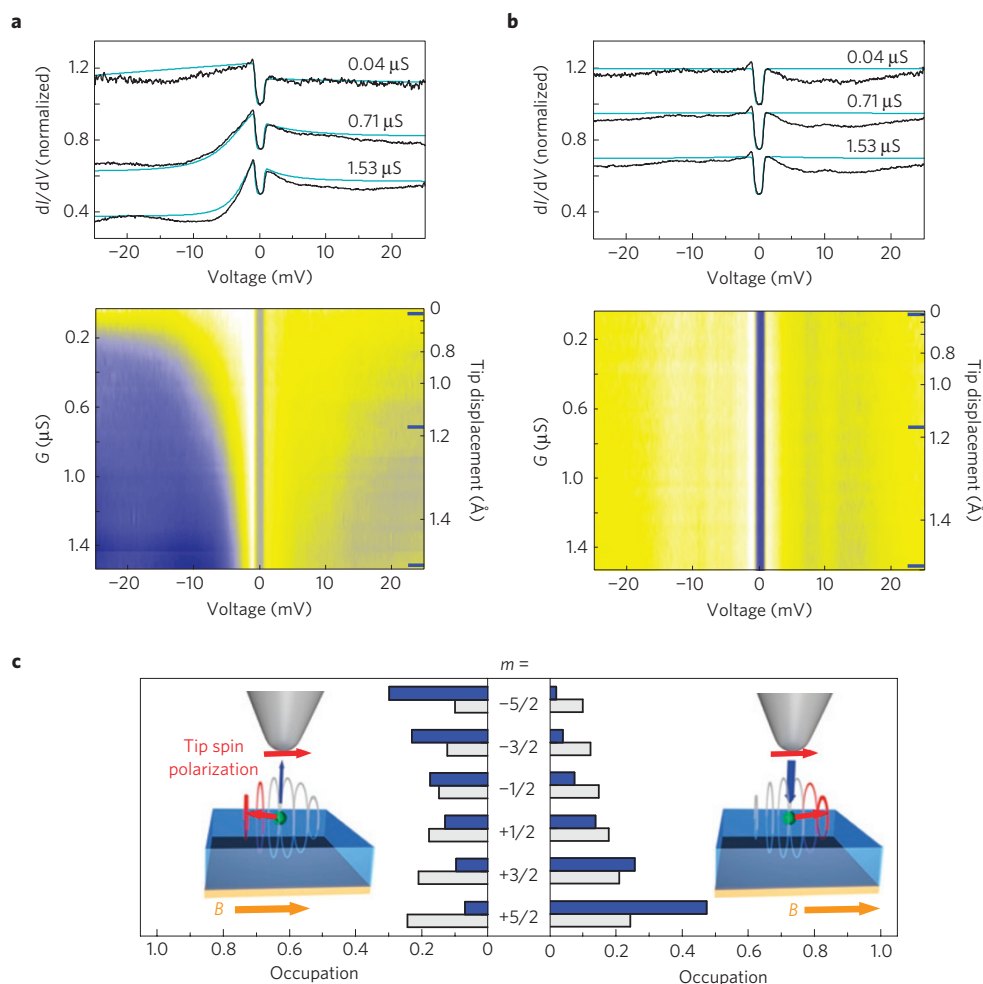 a
b
1.2
0.8
0.4
dI/dV (normalized)
0.04 μS
0.71 μS
1.53 μS
−20 −10 0 10 20
Voltage (mV)
1.2
0.8
0.4
dI/dV (normalized)
0.04 μS
0.71 μS
1.53 μS
−20 −10 0 10 20
Voltage (mV)
0.2
0.6
1.0
1.4
G (μS)
0
0.8
1.0
1.2
1.4
Tip displacement (Å)
−20 −10 0 10 20
Voltage (mV)
0.2
0.6
1.0
1.4
G (μS)
0
0.8
1.0
1.2
1.4
Tip displacement (Å)
−20 −10 0 10 20
Voltage (mV)
c
m =
−5/2
−3/2
−1/2
+1/2
+3/2
+5/2
Tip spin
polarization
B
B
1.0 0.8 0.6 0.4 0.2 0
Occupation
0 0.2 0.4 0.6 0.8 1.0
Occupation